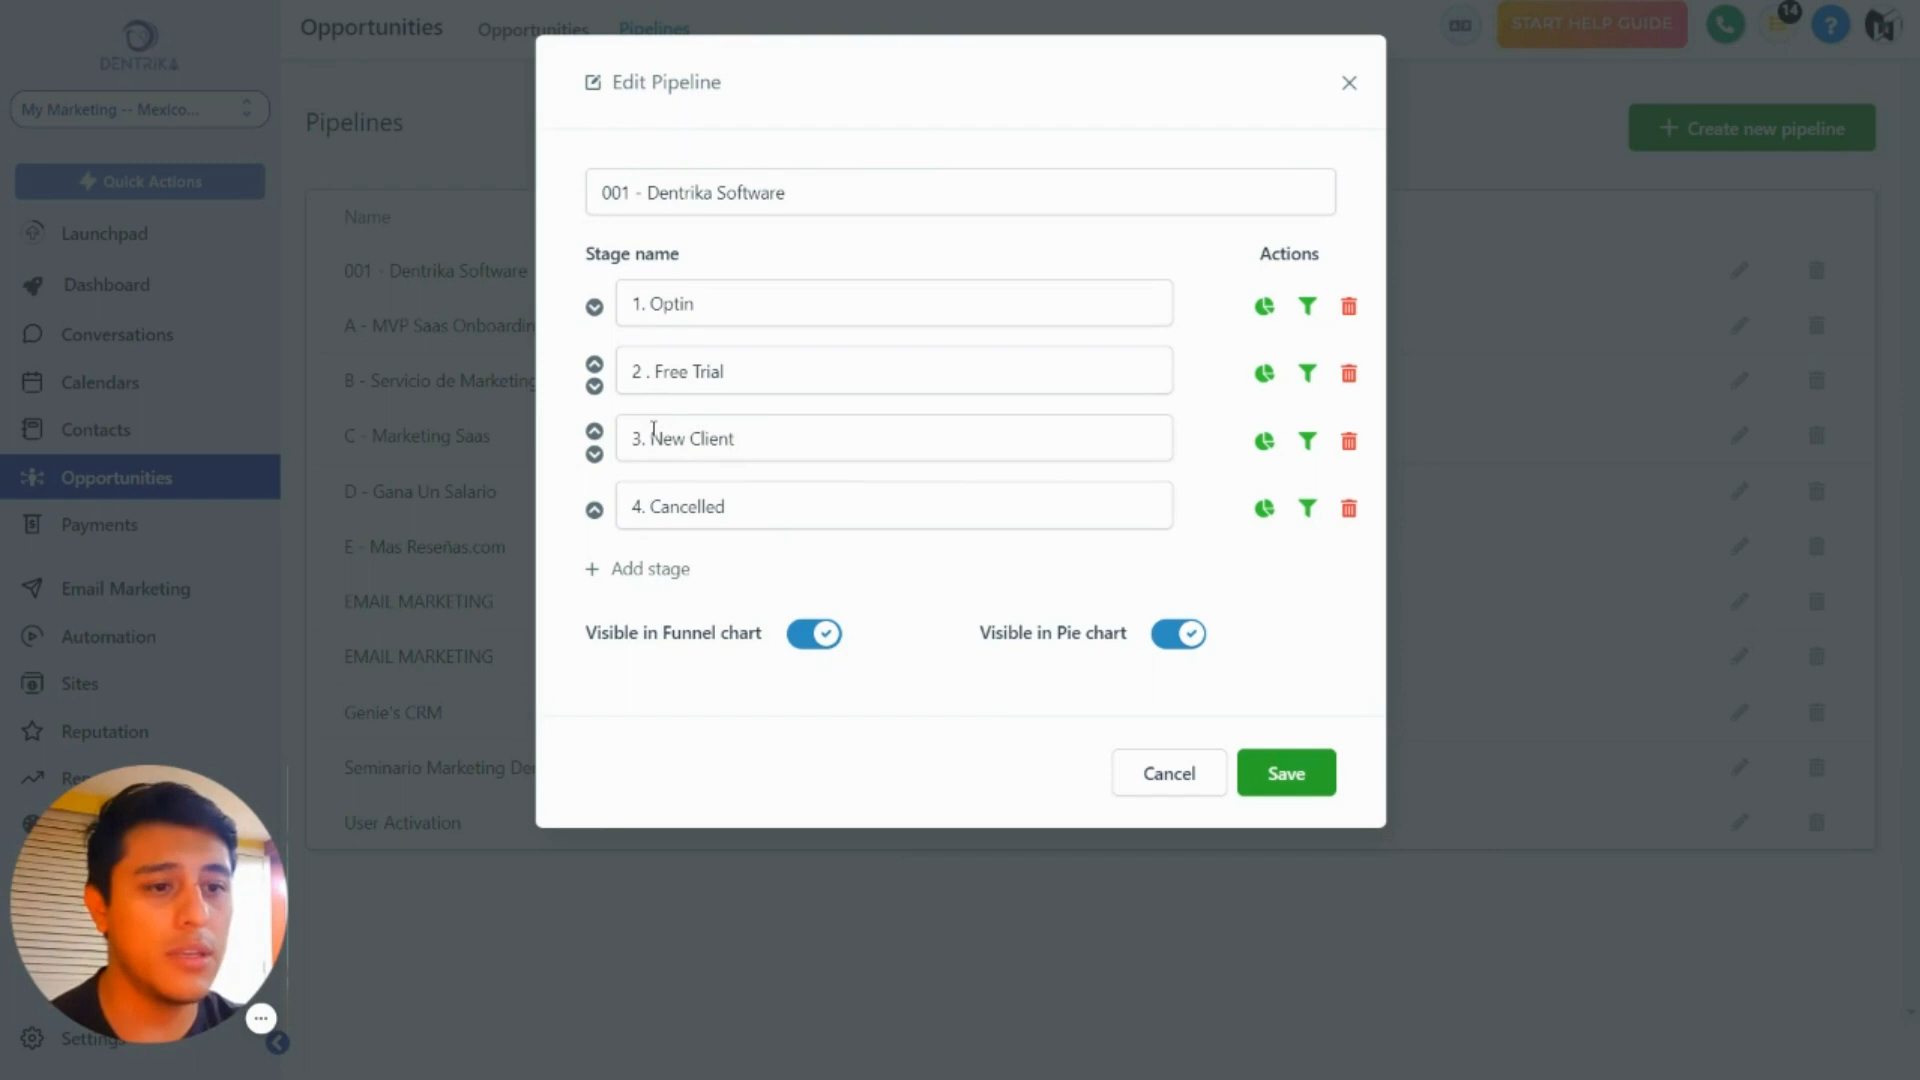 DENTRIKA
My Marketing -- Mexico...
Quick Actions
Launchpad
Dashboard
Conversations
Calendars
Contacts
Opportunities
Payments
Email Marketing
Automation
Sites
Reputation
Settings
Opportunities
Opportunities
Pipelines
START HELP GUIDE
14
?
Pipelines
+ Create new pipeline
Name
001 - Dentrika Software
A - MVP Saas Onboardin
B - Servicio de Marketing
C - Marketing Saas
D - Gana Un Salario
E - Mas Reseñas.com
EMAIL MARKETING
EMAIL MARKETING
Genie's CRM
Seminario Marketing De
User Activation
Edit Pipeline
001 - Dentrika Software
Stage name
Actions
1. Optin
2 . Free Trial
3. New Client
4. Cancelled
+ Add stage
Visible in Funnel chart
Visible in Pie chart
Cancel
Save